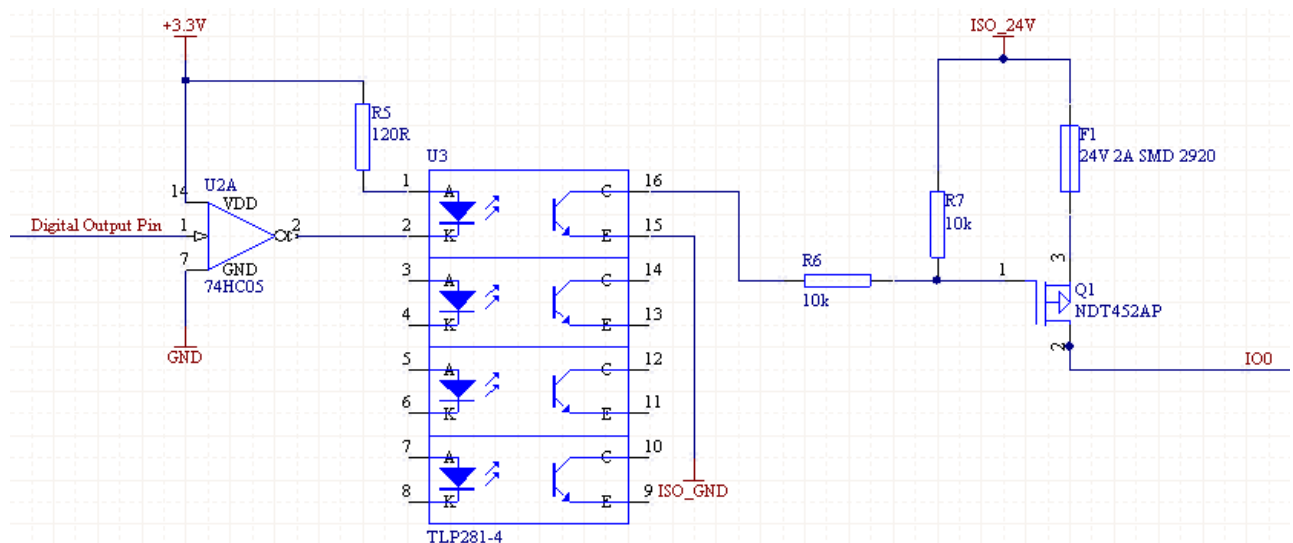 +3.3V
ISO_24V
R5
120R
F1
24V 2A SMD 2920
U3
14
U2A
VDD
1
A
C
16
R7
10k
Digital Output Pin
1
2
2
K
E
15
7
GND
74HC05
3
A
C
14
R6
10k
1
3
Q1
NDT452AP
4
K
E
13
GND
2
IO0
5
A
C
12
6
K
E
11
7
A
C
10
8
K
E
9
ISO_GND
TLP281-4